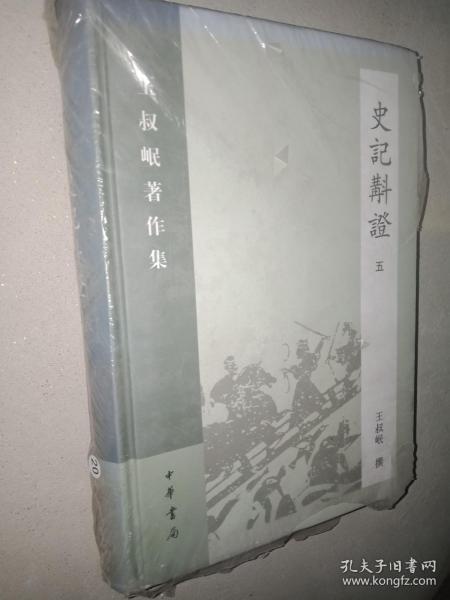 史記斠證
五
王叔岷 撰
王叔岷著作集
中華書局
20
孔夫子旧书网
www.kongfz.com